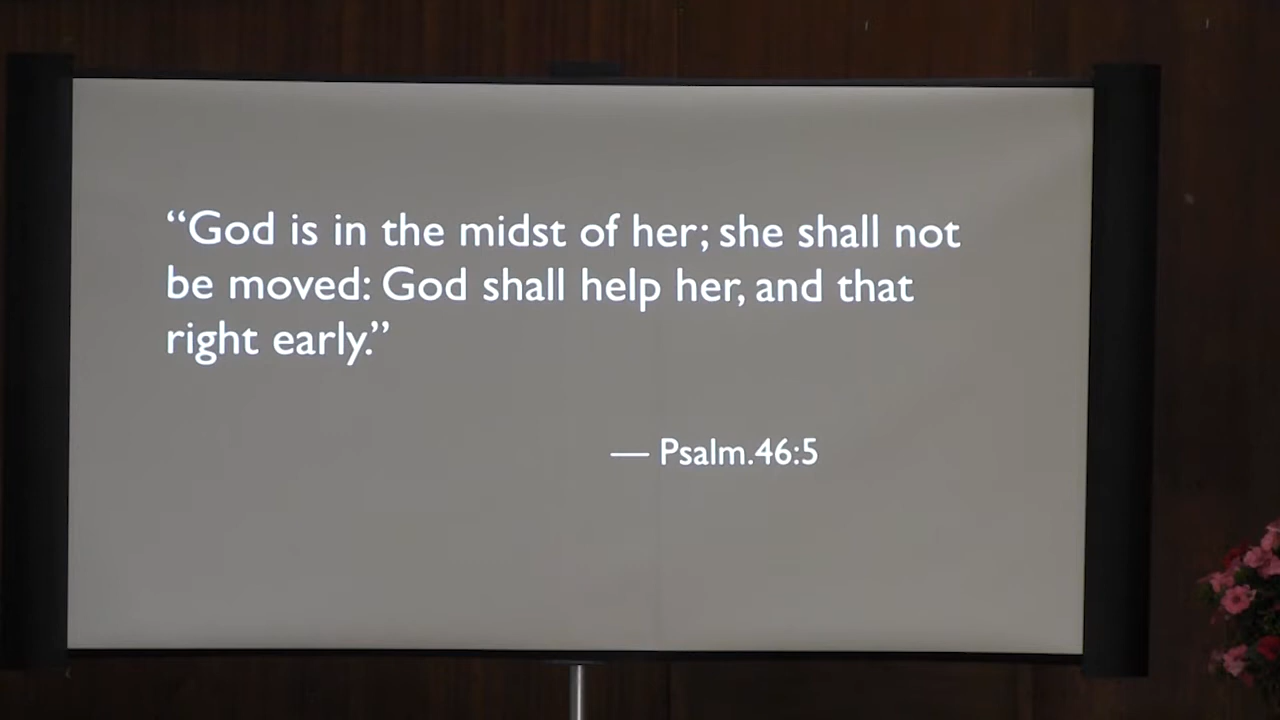 “God is in the midst of her; she shall not
be moved: God shall help her, and that
right early.”
— Psalm.46:5